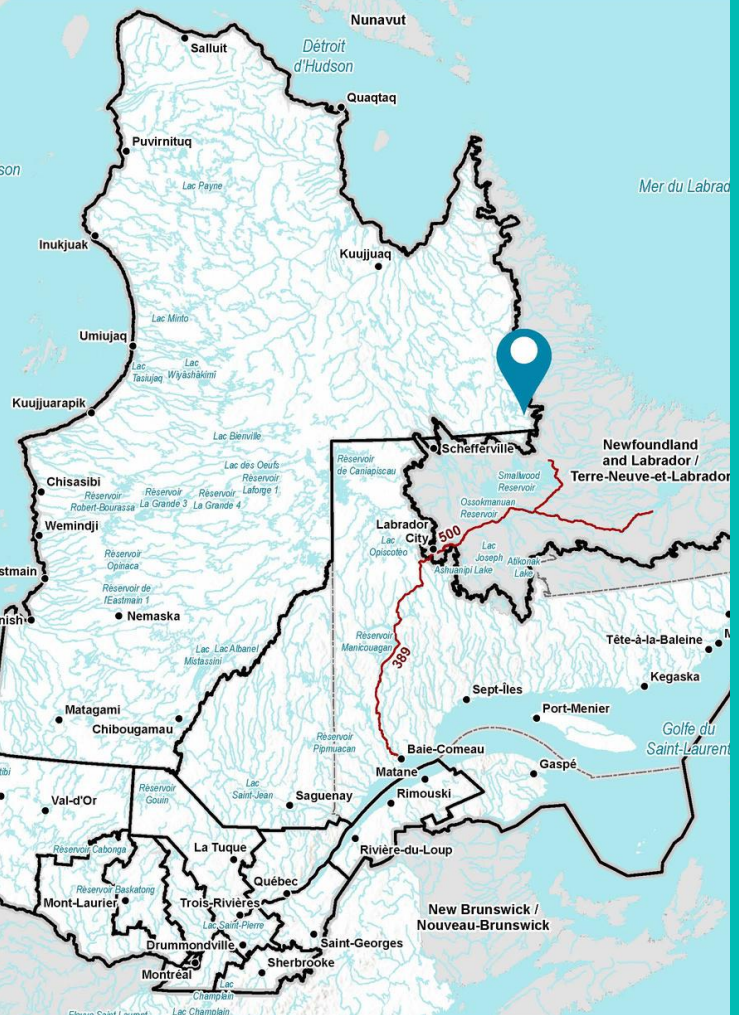 Nunavut
Salluit
Détroit
d'Hudson
Quaqtaq
Puvirnituq
son
Lac Payne
Mer du Labrad
Inukjuak
Kuujjuaq
Lac Minto
Umiujaq
Lac
Tasiujaq
Lac
Wiyâshâkimî
Kuujjuarapik
Lac Bienville
Schefferville
Newfoundland
and Labrador /
Terre-Neuve-et-Labrador
Réservoir
de Caniapiscau
Lac des Oeufs
Réservoir
Laforge 1
Smallwood
Reservoir
Chisasibi
Réservoir
Robert-Bourassa
Réservoir
La Grande 3
Réservoir
La Grande 4
Ossokmanuan
Reservoir
Wemindji
Labrador
City
500
Lac
Opiscotéo
Lac
Joseph
Atikonak
Lake
Ashuanipi Lake
Réservoir
Opinaca
stmain
Réservoir de
l'Eastmain 1
nish
Nemaska
Réservoir
Manicouagan
389
Tête-à-la-Baleine
M
Lac
Mistassini
Lac Albanel
Kegaska
Sept-Îles
Matagami
Port-Menier
Chibougamau
Golfe du
Saint-Laurent
Réservoir
Pipmuacan
Baie-Comeau
Gaspé
Matane
tibi
Réservoir
Gouin
Lac
Saint-Jean
Saguenay
Rimouski
Val-d'Or
La Tuque
Rivière-du-Loup
Réservoir Cabonga
Québec
Réservoir Baskatong
Mont-Laurier
Trois-Rivières
New Brunswick /
Nouveau-Brunswick
Lac Saint-Pierre
Drummondville
Saint-Georges
Sherbrooke
Montréal
Lac
Champlain
Lac Champlain
Fleuve Saint-Laurent